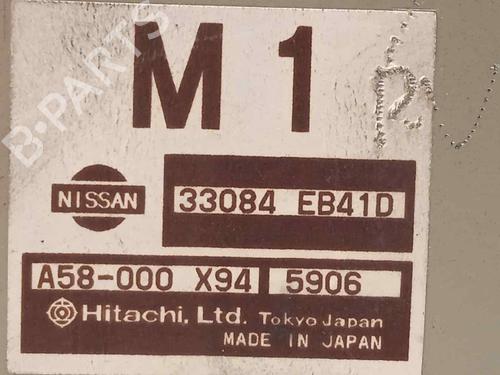 M 1
B-PARTS
NISSAN 33084 EB41D
A58-000 X94 5906
Hitachi, Ltd. Tokyo Japan
MADE IN JAPAN